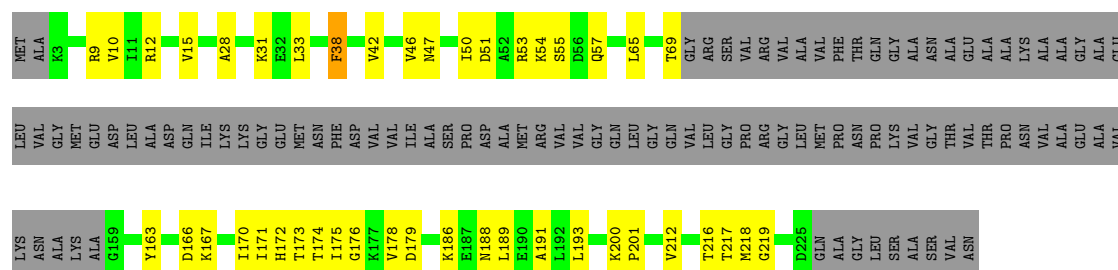 MET ALA K3 R9 V10 I11 R12 V15 A28 K31 E32 L33 F38 V42 V46 N47 I50 D51 A52 R53 K54 S55 D56 Q57 L65 T69 GLY ARG SER VAL ARG VAL ALA VAL PHE THR GLN GLY ALA ASN ALA GLU ALA ALA LYS ALA ALA GLY ALA GLU
LEU VAL GLY MET GLU ASP LEU ALA ASP GLN ILE LYS LYS GLY GLU MET ASN PHE ASP VAL VAL ILE ALA SER PRO ASP ALA MET ARG VAL VAL GLY GLN LEU GLY GLN VAL LEU GLY PRO ARG GLY LEU MET PRO ASN PRO LYS VAL GLY THR VAL THR PRO ASN VAL ALA GLU ALA VAL
LYS ASN ALA LYS ALA G159 Y163 D166 K167 I170 I171 H172 T173 T174 I175 G176 K177 V178 D179 K186 E187 N188 L189 E190 A191 L192 L193 K200 P201 V212 T216 T217 M218 G219 D225 GLN ALA GLY LEU SER ALA SER VAL ASN